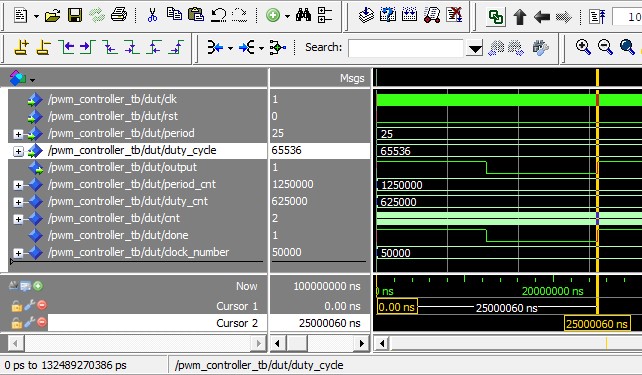 10
Search:
Msgs
/pwm_controller_tb/dut/clk 1
/pwm_controller_tb/dut/rst 0
/pwm_controller_tb/dut/period 25 25
/pwm_controller_tb/dut/duty_cycle 65536 65536
/pwm_controller_tb/dut/output 1
/pwm_controller_tb/dut/period_cnt 1250000 1250000
/pwm_controller_tb/dut/duty_cnt 625000 625000
/pwm_controller_tb/dut/cnt 2
/pwm_controller_tb/dut/done 1
/pwm_controller_tb/dut/clock_number 50000 50000
Now 100000000 ns ns 20000000 ns
Cursor 1 0.00 ns 0.00 ns 25000060 ns
Cursor 2 25000060 ns 25000060 ns
0 ps to 132489270386 ps /pwm_controller_tb/dut/duty_cycle